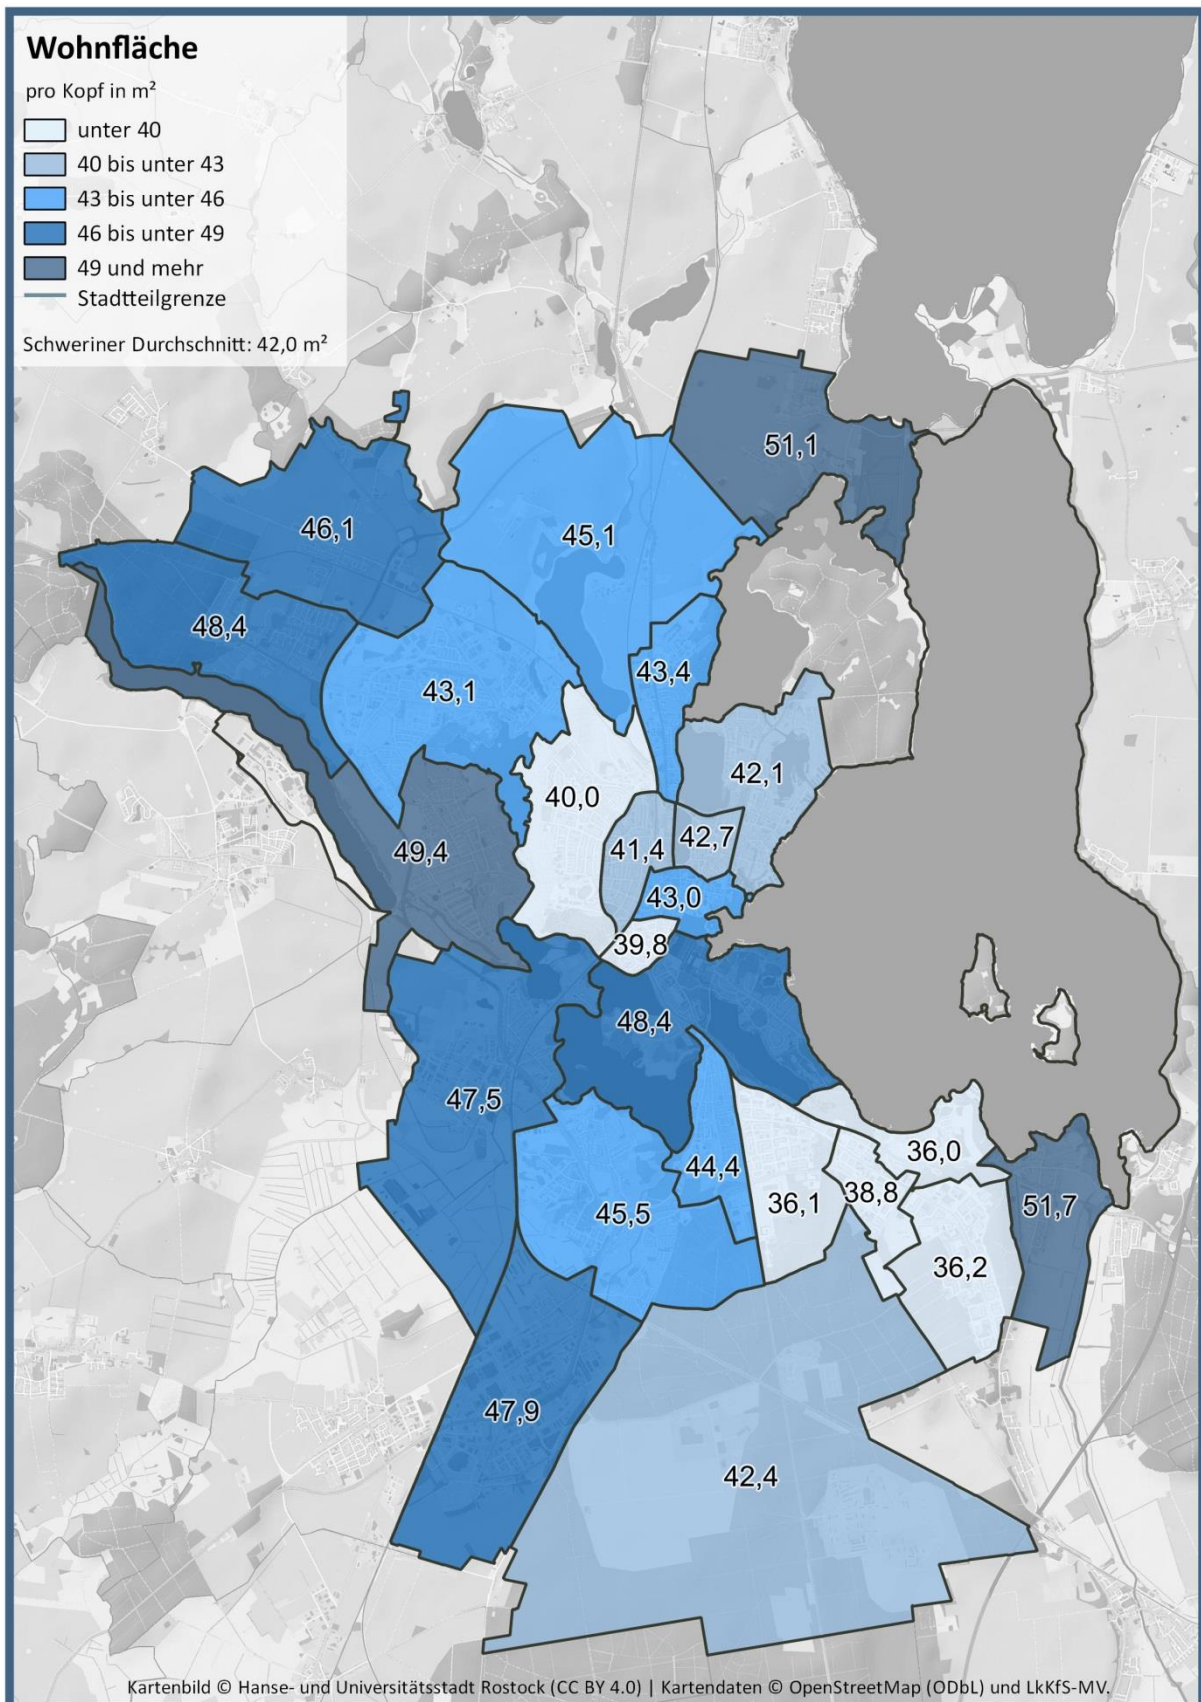 Wohnfläche
pro Kopf in m²
unter 40
40 bis unter 43
43 bis unter 46
46 bis unter 49
49 und mehr
Stadtteilgrenze
Schweriner Durchschnitt: 42,0 m²
51,1
46,1
45,1
48,4
43,4
43,1
42,1
40,0
41,4
42,7
49,4
43,0
39,8
48,4
47,5
44,4
36,0
38,8
36,1
45,5
51,7
36,2
47,9
42,4
Kartenbild © Hanse- und Universitätsstadt Rostock (CC BY 4.0) | Kartendaten © OpenStreetMap (ODbL) und LkKfS-MV.